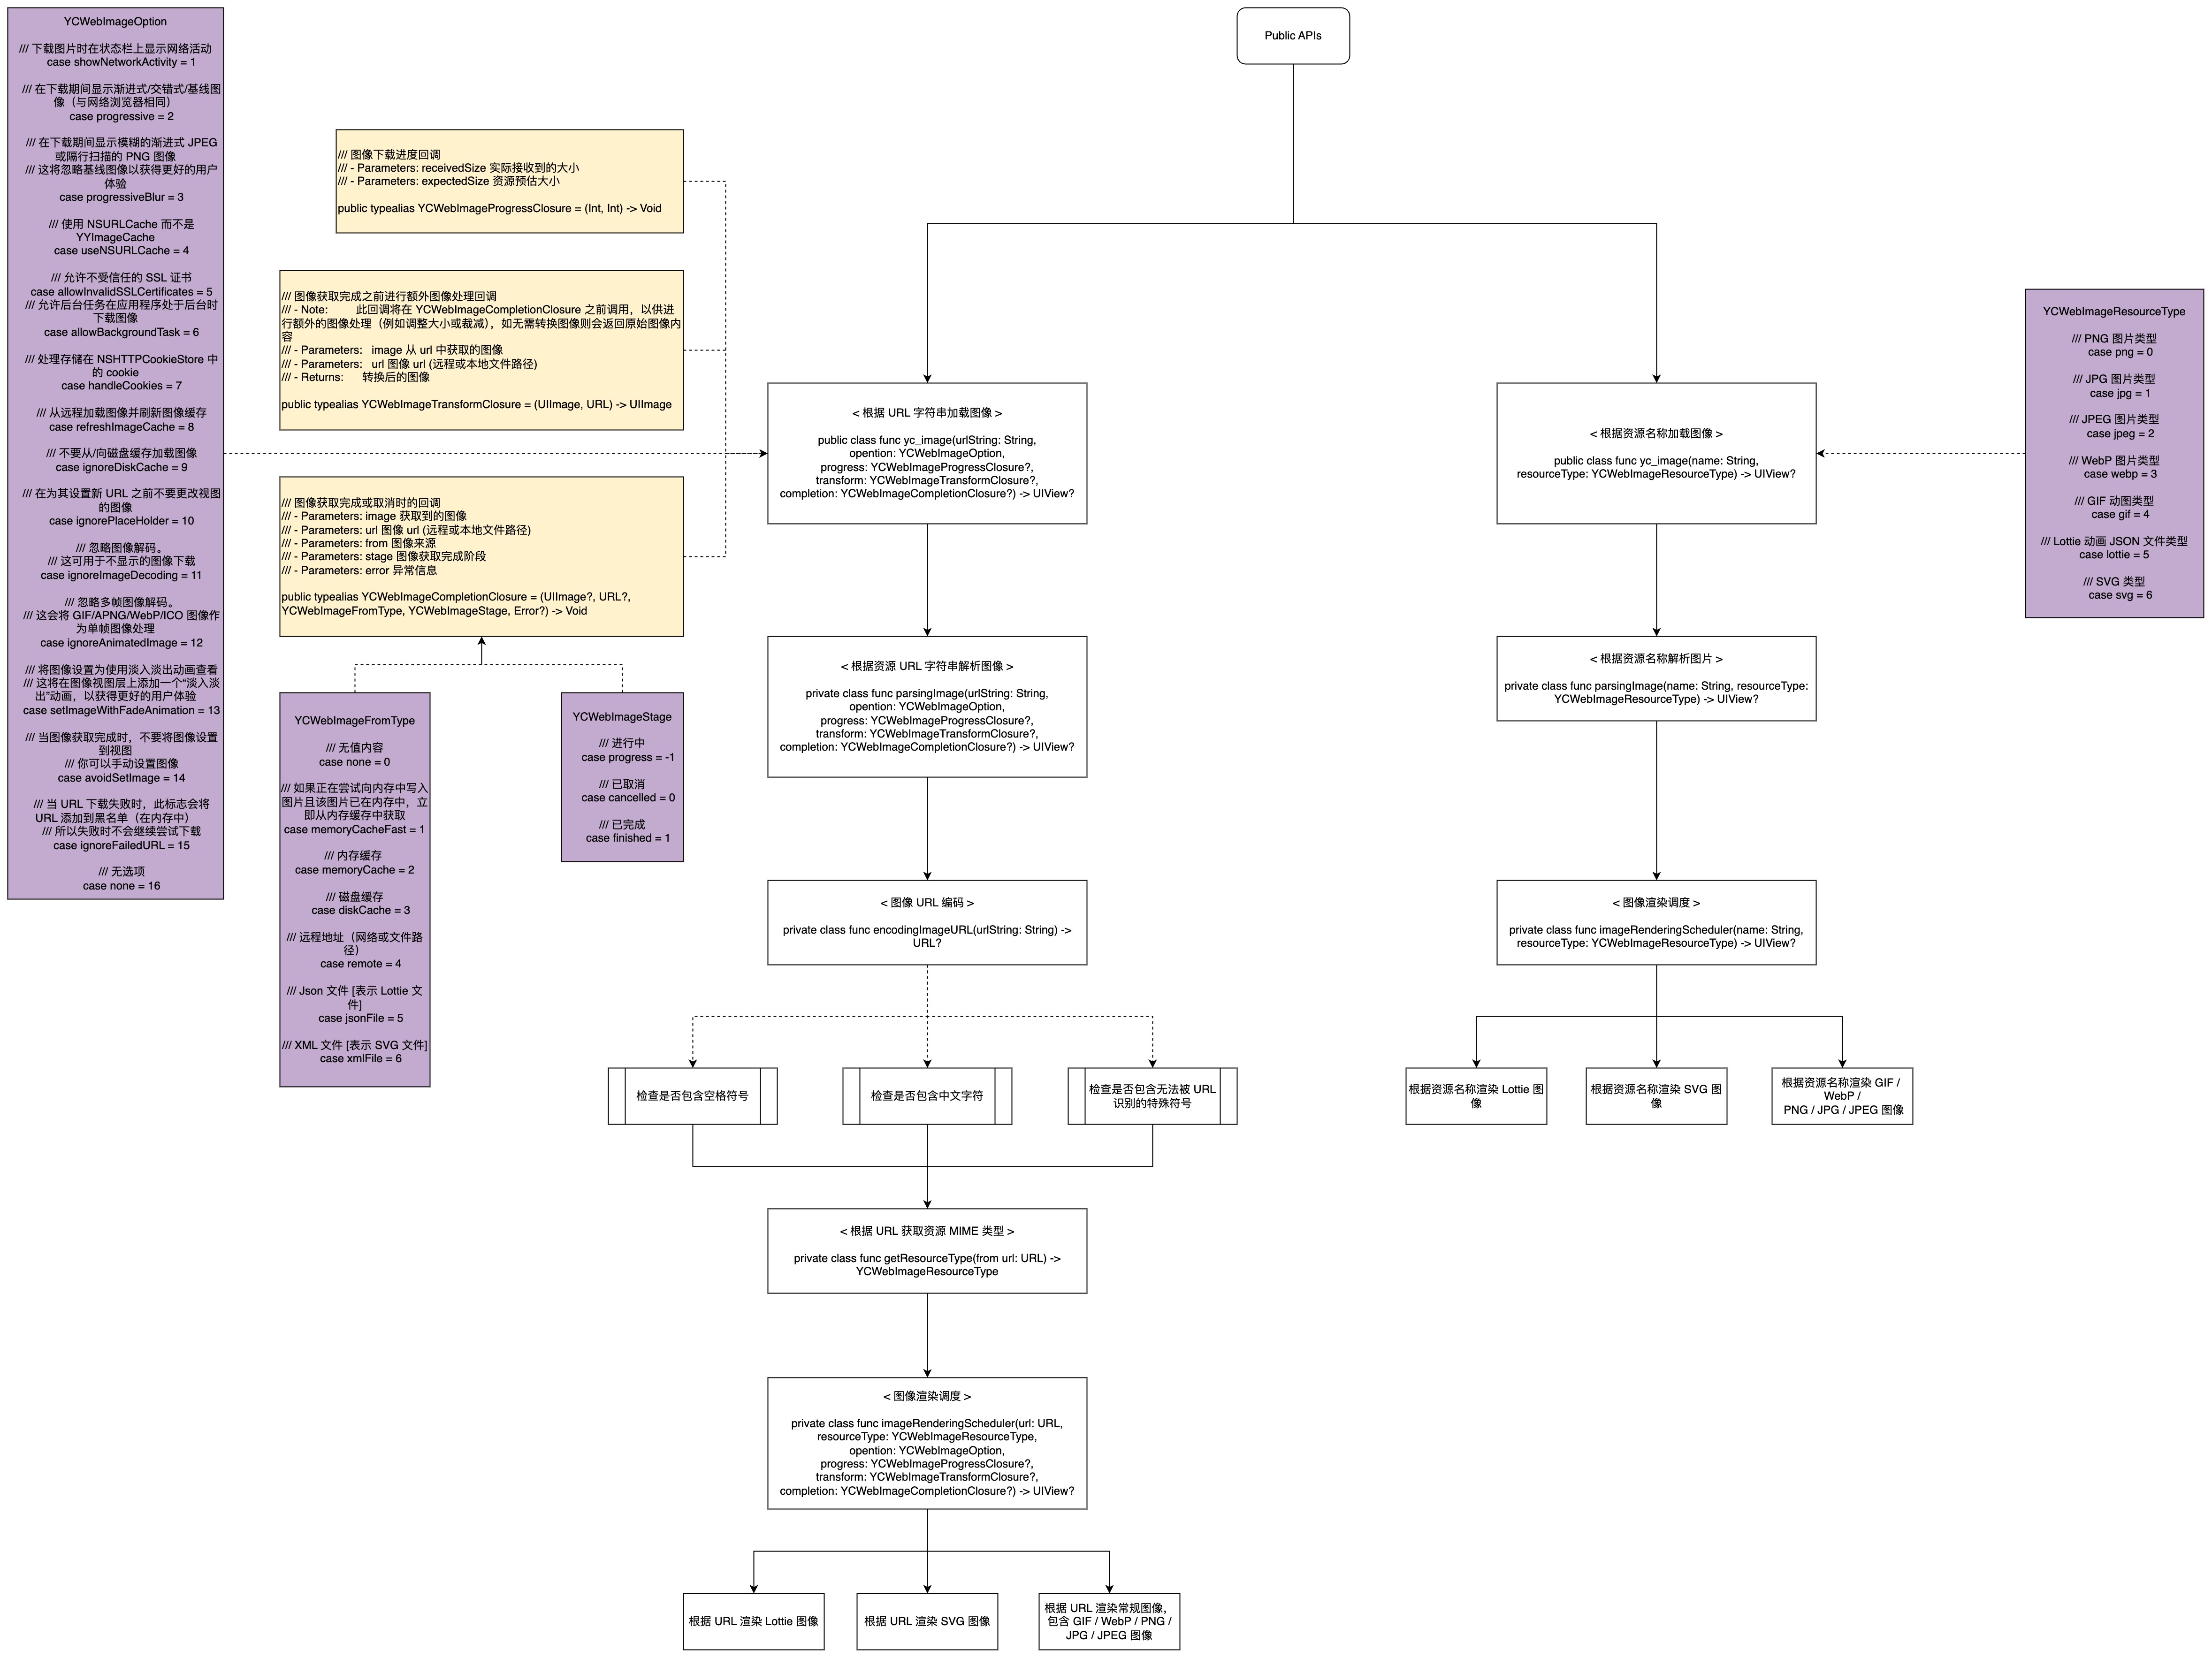 YCWebImageOption
/// 下载图片时在状态栏上显示网络活动
case showNetworkActivity = 1
/// 在下载期间显示渐进式/交错式/基线图
像（与网络浏览器相同）
case progressive = 2
/// 在下载期间显示模糊的渐进式 JPEG
或隔行扫描的 PNG 图像
/// 这将忽略基线图像以获得更好的用户
体验
case progressiveBlur = 3
/// 使用 NSURLCache 而不是
YYImageCache
case useNSURLCache = 4
/// 允许不受信任的 SSL 证书
case allowInvalidSSLCertificates = 5
/// 允许后台任务在应用程序处于后台时
下载图像
case allowBackgroundTask = 6
/// 处理存储在 NSHTTPCookieStore 中
的 cookie
case handleCookies = 7
/// 从远程加载图像并刷新图像缓存
case refreshImageCache = 8
/// 不要从/向磁盘缓存加载图像
case ignoreDiskCache = 9
/// 在为其设置新 URL 之前不要更改视图
的图像
case ignorePlaceHolder = 10
/// 忽略图像解码。
/// 这可用于不显示的图像下载
case ignoreImageDecoding = 11
/// 忽略多帧图像解码。
/// 这会将 GIF/APNG/WebP/ICO 图像作
为单帧图像处理
case ignoreAnimatedImage = 12
/// 将图像设置为使用淡入淡出动画查看
/// 这将在图像视图层上添加一个“淡入淡
出”动画，以获得更好的用户体验
case setImageWithFadeAnimation = 13
/// 当图像获取完成时，不要将图像设置
到视图
/// 你可以手动设置图像
case avoidSetImage = 14
/// 当 URL 下载失败时，此标志会将
URL 添加到黑名单（在内存中）
/// 所以失败时不会继续尝试下载
case ignoreFailedURL = 15
/// 无选项
case none = 16
/// 图像下载进度回调
/// - Parameters: receivedSize 实际接收到的大小
/// - Parameters: expectedSize 资源预估大小
public typealias YCWebImageProgressClosure = (Int, Int) -> Void
/// 图像获取完成之前进行额外图像处理回调
/// - Note: 此回调将在 YCWebImageCompletionClosure 之前调用，以供进
行额外的图像处理（例如调整大小或裁减），如无需转换图像则会返回原始图像内
容
/// - Parameters: image 从 url 中获取的图像
/// - Parameters: url 图像 url (远程或本地文件路径)
/// - Returns: 转换后的图像
public typealias YCWebImageTransformClosure = (UIImage, URL) -> UIImage
/// 图像获取完成或取消时的回调
/// - Parameters: image 获取到的图像
/// - Parameters: url 图像 url (远程或本地文件路径)
/// - Parameters: from 图像来源
/// - Parameters: stage 图像获取完成阶段
/// - Parameters: error 异常信息
public typealias YCWebImageCompletionClosure = (UIImage?, URL?,
YCWebImageFromType, YCWebImageStage, Error?) -> Void
YCWebImageFromType
/// 无值内容
case none = 0
/// 如果正在尝试向内存中写入
图片且该图片已在内存中，立
即从内存缓存中获取
case memoryCacheFast = 1
/// 内存缓存
case memoryCache = 2
/// 磁盘缓存
case diskCache = 3
/// 远程地址（网络或文件路
径）
case remote = 4
/// Json 文件 [表示 Lottie 文
件]
case jsonFile = 5
/// XML 文件 [表示 SVG 文件]
case xmlFile = 6
YCWebImageStage
/// 进行中
case progress = -1
/// 已取消
case cancelled = 0
/// 已完成
case finished = 1
Public APIs
< 根据 URL 字符串加载图像 >
public class func yc_image(urlString: String,
opention: YCWebImageOption,
progress: YCWebImageProgressClosure?,
transform: YCWebImageTransformClosure?,
completion: YCWebImageCompletionClosure?) -> UIView?
< 根据资源 URL 字符串解析图像 >
private class func parsingImage(urlString: String,
opention: YCWebImageOption,
progress: YCWebImageProgressClosure?,
transform: YCWebImageTransformClosure?,
completion: YCWebImageCompletionClosure?) -> UIView?
< 图像 URL 编码 >
private class func encodingImageURL(urlString: String) ->
URL?
检查是否包含空格符号
检查是否包含中文字符
检查是否包含无法被 URL
识别的特殊符号
< 根据 URL 获取资源 MIME 类型 >
private class func getResourceType(from url: URL) ->
YCWebImageResourceType
< 图像渲染调度 >
private class func imageRenderingScheduler(url: URL,
resourceType: YCWebImageResourceType,
opention: YCWebImageOption,
progress: YCWebImageProgressClosure?,
transform: YCWebImageTransformClosure?,
completion: YCWebImageCompletionClosure?) -> UIView?
根据 URL 渲染 Lottie 图像
根据 URL 渲染 SVG 图像
根据 URL 渲染常规图像，
包含 GIF / WebP / PNG /
JPG / JPEG 图像
< 根据资源名称加载图像 >
public class func yc_image(name: String,
resourceType: YCWebImageResourceType) -> UIView?
< 根据资源名称解析图片 >
private class func parsingImage(name: String, resourceType:
YCWebImageResourceType) -> UIView?
< 图像渲染调度 >
private class func imageRenderingScheduler(name: String,
resourceType: YCWebImageResourceType) -> UIView?
根据资源名称渲染 Lottie 图
像
根据资源名称渲染 SVG 图
像
根据资源名称渲染 GIF /
WebP /
PNG / JPG / JPEG 图像
YCWebImageResourceType
/// PNG 图片类型
case png = 0
/// JPG 图片类型
case jpg = 1
/// JPEG 图片类型
case jpeg = 2
/// WebP 图片类型
case webp = 3
/// GIF 动图类型
case gif = 4
/// Lottie 动画 JSON 文件类型
case lottie = 5
/// SVG 类型
case svg = 6